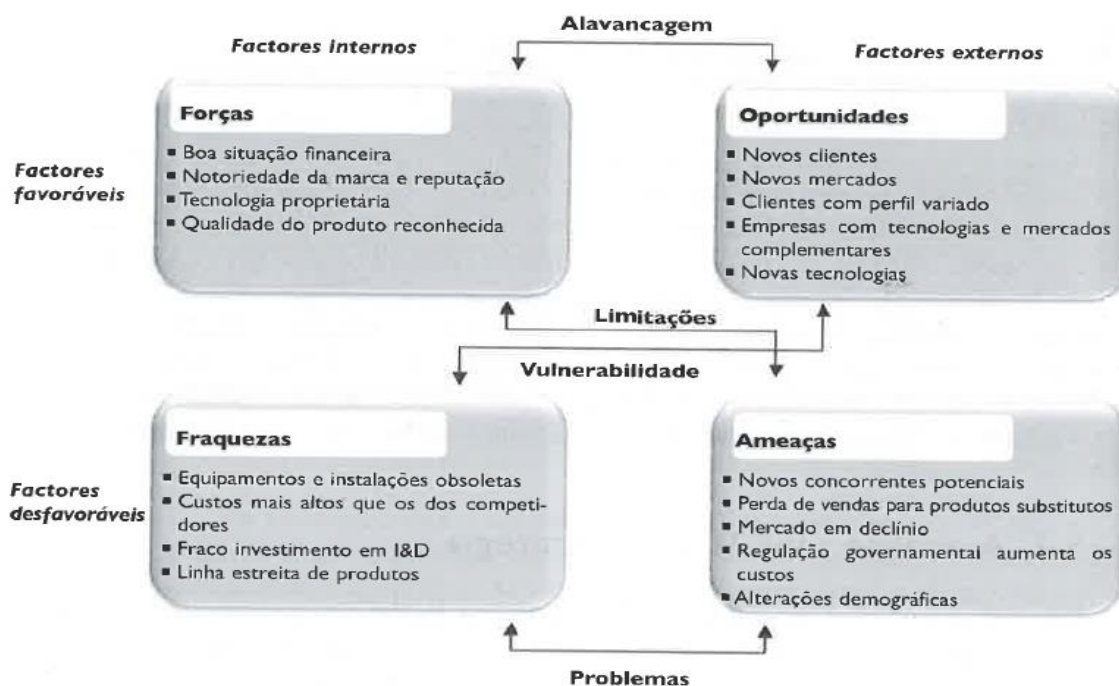 Alavancagem
Factores internos
Factores externos
Factores
favoráveis
Forças
▪ Boa situação financeira
▪ Notoriedade da marca e reputação
▪ Tecnologia proprietária
▪ Qualidade do produto reconhecida
Oportunidades
▪ Novos clientes
▪ Novos mercados
▪ Clientes com perfil variado
▪ Empresas com tecnologias e mercados
complementares
▪ Novas tecnologias
Limitações
Vulnerabilidade
Factores
desfavoráveis
Fraquezas
▪ Equipamentos e instalações obsoletas
▪ Custos mais altos que os dos competi-
dores
▪ Fraco investimento em I&D
▪ Linha estreita de produtos
Ameaças
▪ Novos concorrentes potenciais
▪ Perda de vendas para produtos substitutos
▪ Mercado em declínio
▪ Regulação governamental aumenta os
custos
▪ Alterações demográficas
Problemas